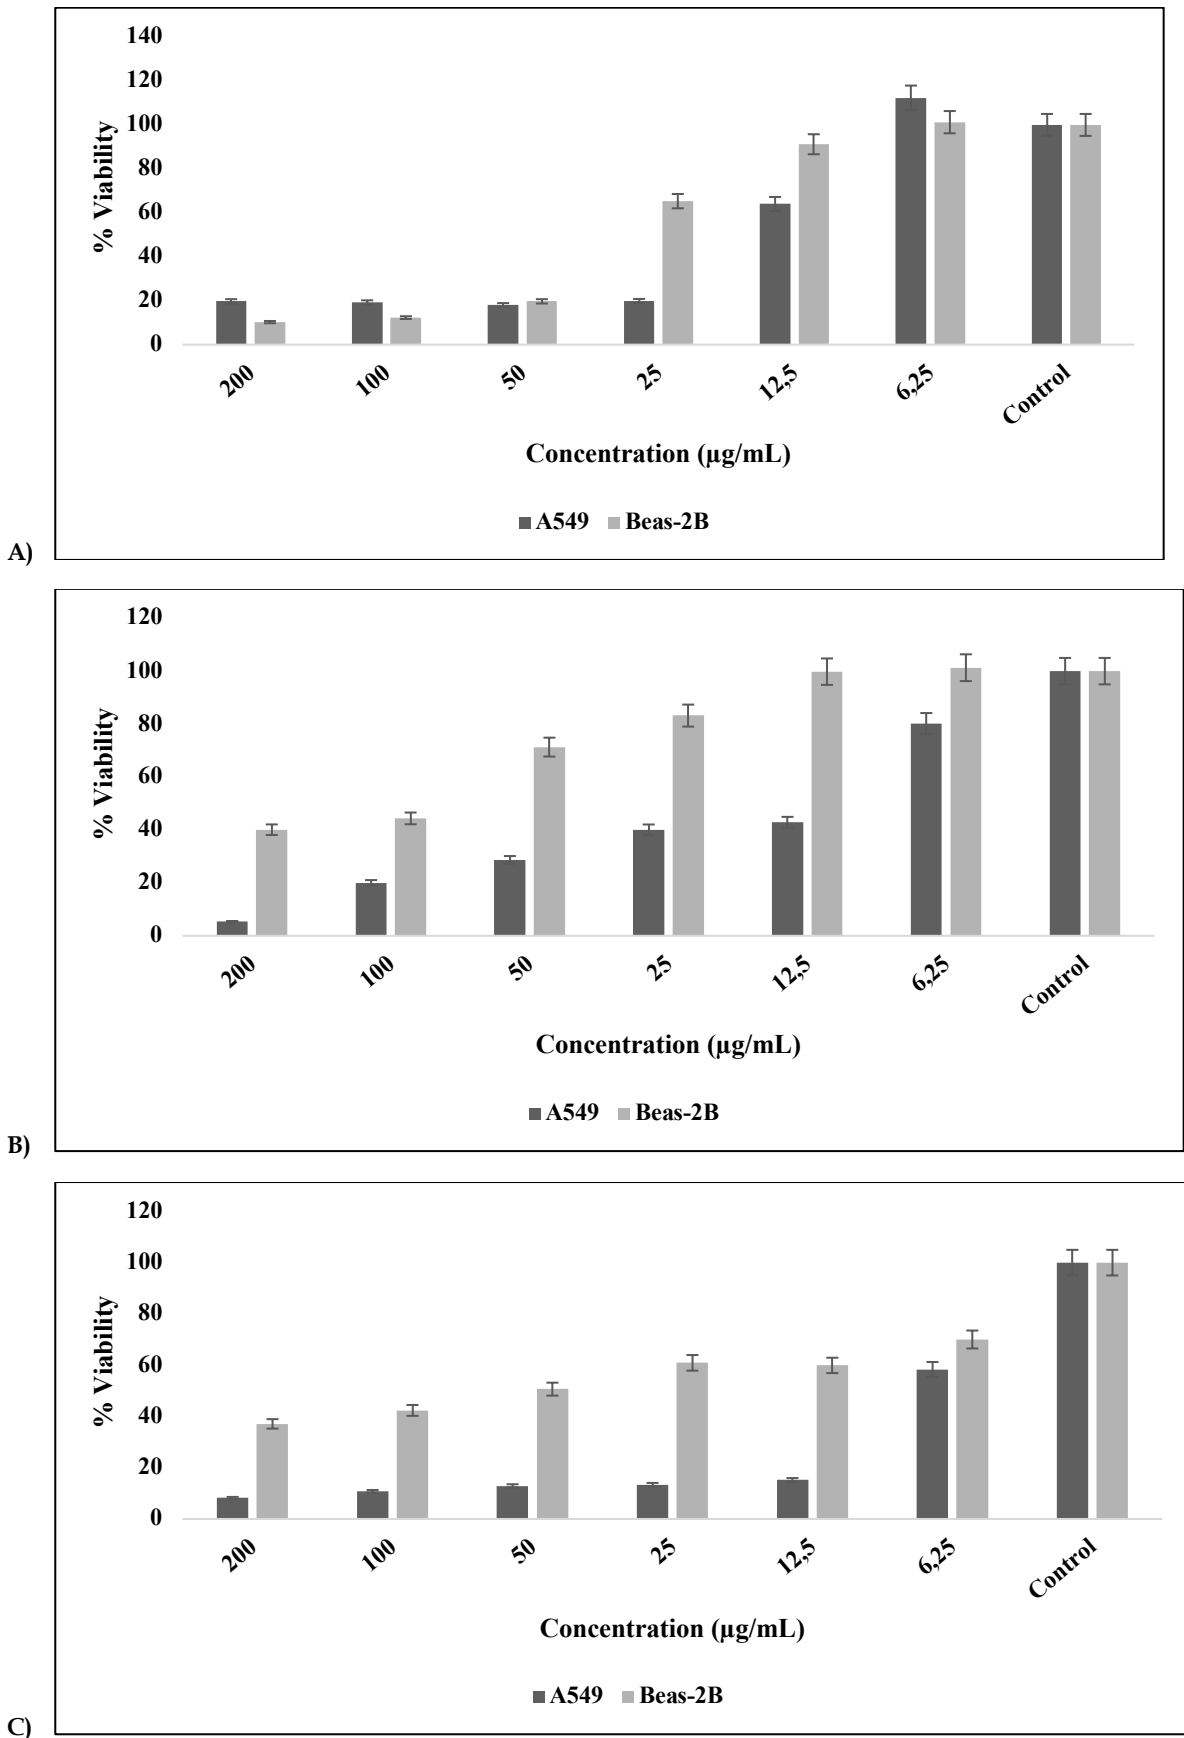 140
120
100
80
60
40
20
0
% Viability
200 100 50 25 12,5 6,25 Control
Concentration (µg/mL)
A549 Beas-2B
A)
120
100
80
60
40
20
0
% Viability
200 100 50 25 12,5 6,25 Control
Concentration (µg/mL)
A549 Beas-2B
B)
120
100
80
60
40
20
0
% Viability
200 100 50 25 12,5 6,25 Control
Concentration (µg/mL)
A549 Beas-2B
C)